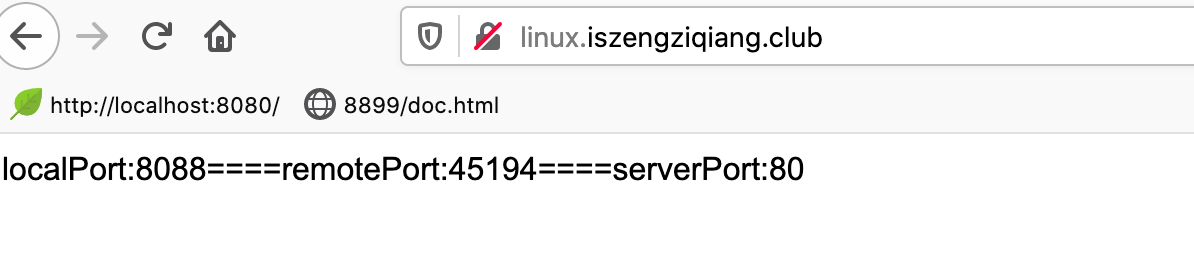 linux.iszengziqiang.club
http://localhost:8080/ 8899/doc.html
localPort:8088====remotePort:45194====serverPort:80